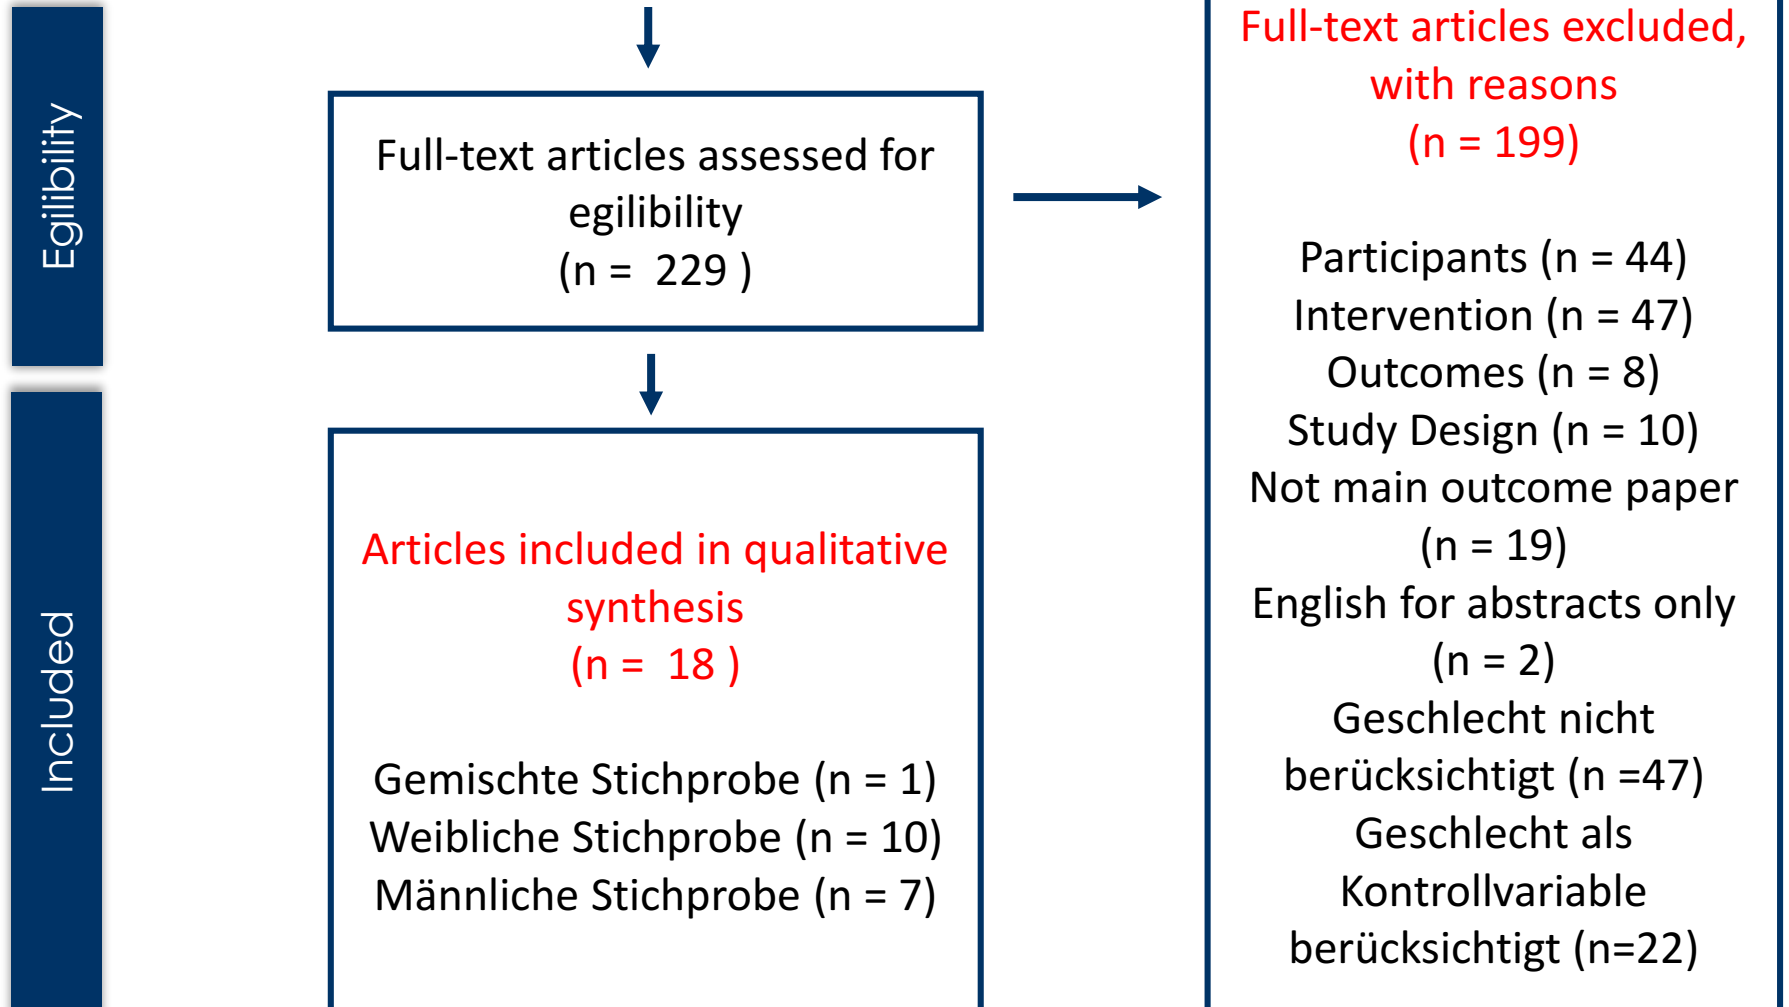 Egilibility
Full-text articles assessed for
egilibility
(n =  229 )
Full-text articles excluded,
with reasons
(n = 199)
Participants (n = 44)
Intervention (n = 47)
Outcomes (n = 8)
Study Design (n = 10)
Not main outcome paper
(n = 19)
English for abstracts only
(n = 2)
Geschlecht nicht
berücksichtigt (n =47)
Geschlecht als
Kontrollvariable
berücksichtigt (n=22)
Included
Articles included in qualitative
synthesis
(n =  18 )
Gemischte Stichprobe (n = 1)
Weibliche Stichprobe (n = 10)
Männliche Stichprobe (n = 7)